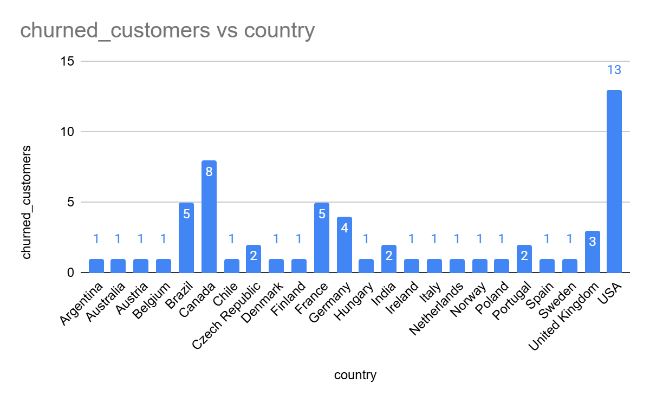 churned_customers vs country
churned_customers
15
10
5
0
1
1
1
1
5
8
1
2
1
1
5
4
1
2
1
1
1
1
1
2
1
1
3
13
Argentina
Australia
Austria
Belgium
Brazil
Canada
Chile
Czech Republic
Denmark
Finland
France
Germany
Hungary
India
Ireland
Italy
Netherlands
Norway
Poland
Portugal
Spain
Sweden
United Kingdom
USA
country